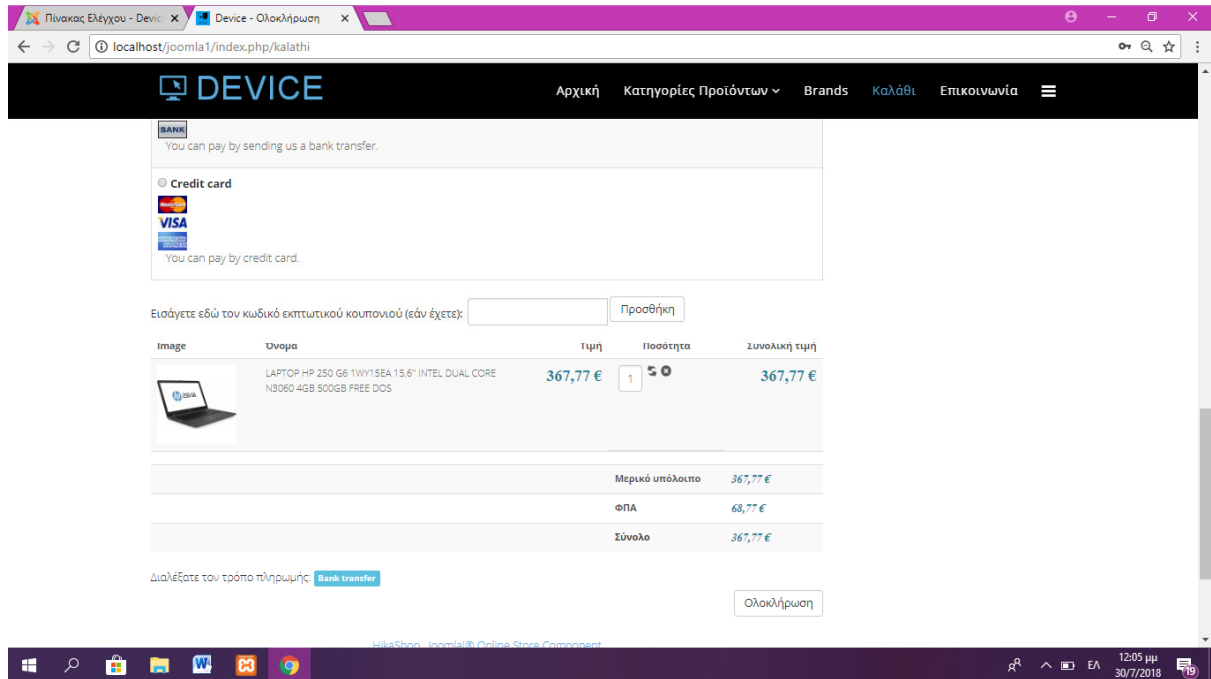 Πίνακας Ελέγχου - Devic
Device - Ολοκλήρωση
localhost/joomla1/index.php/kalathi
DEVICE
Αρχική Κατηγορίες Προϊόντων Brands Καλάθι Επικοινωνία
BANK
You can pay by sending us a bank transfer.
Credit card
MasterCard
VISA
You can pay by credit card.
Εισάγετε εδώ τον κωδικό εκπτωτικού κουπονιού (εάν έχετε): Προσθήκη
Image Όνομα Τιμή Ποσότητα Συνολική τιμή
LAPTOP HP 250 G6 1WY15EA 15.6" INTEL DUAL CORE
N3060 4GB 500GB FREE DOS
367,77 € 1 367,77 €
Μερικό υπόλοιπο 367,77 €
ΦΠΑ 68,77 €
Σύνολο 367,77 €
Διαλέξατε τον τρόπο πληρωμής: Bank transfer
Ολοκλήρωση
HikaShop, Joomla!® Online Store Component
ΕΛ
12:05 μμ
30/7/2018
19